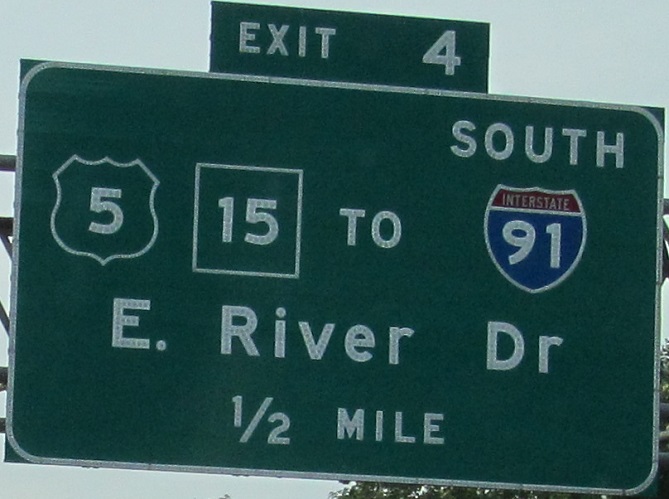 EXIT 4
SOUTH
5 15 TO INTERSTATE 91
E. River Dr
1/2 MILE